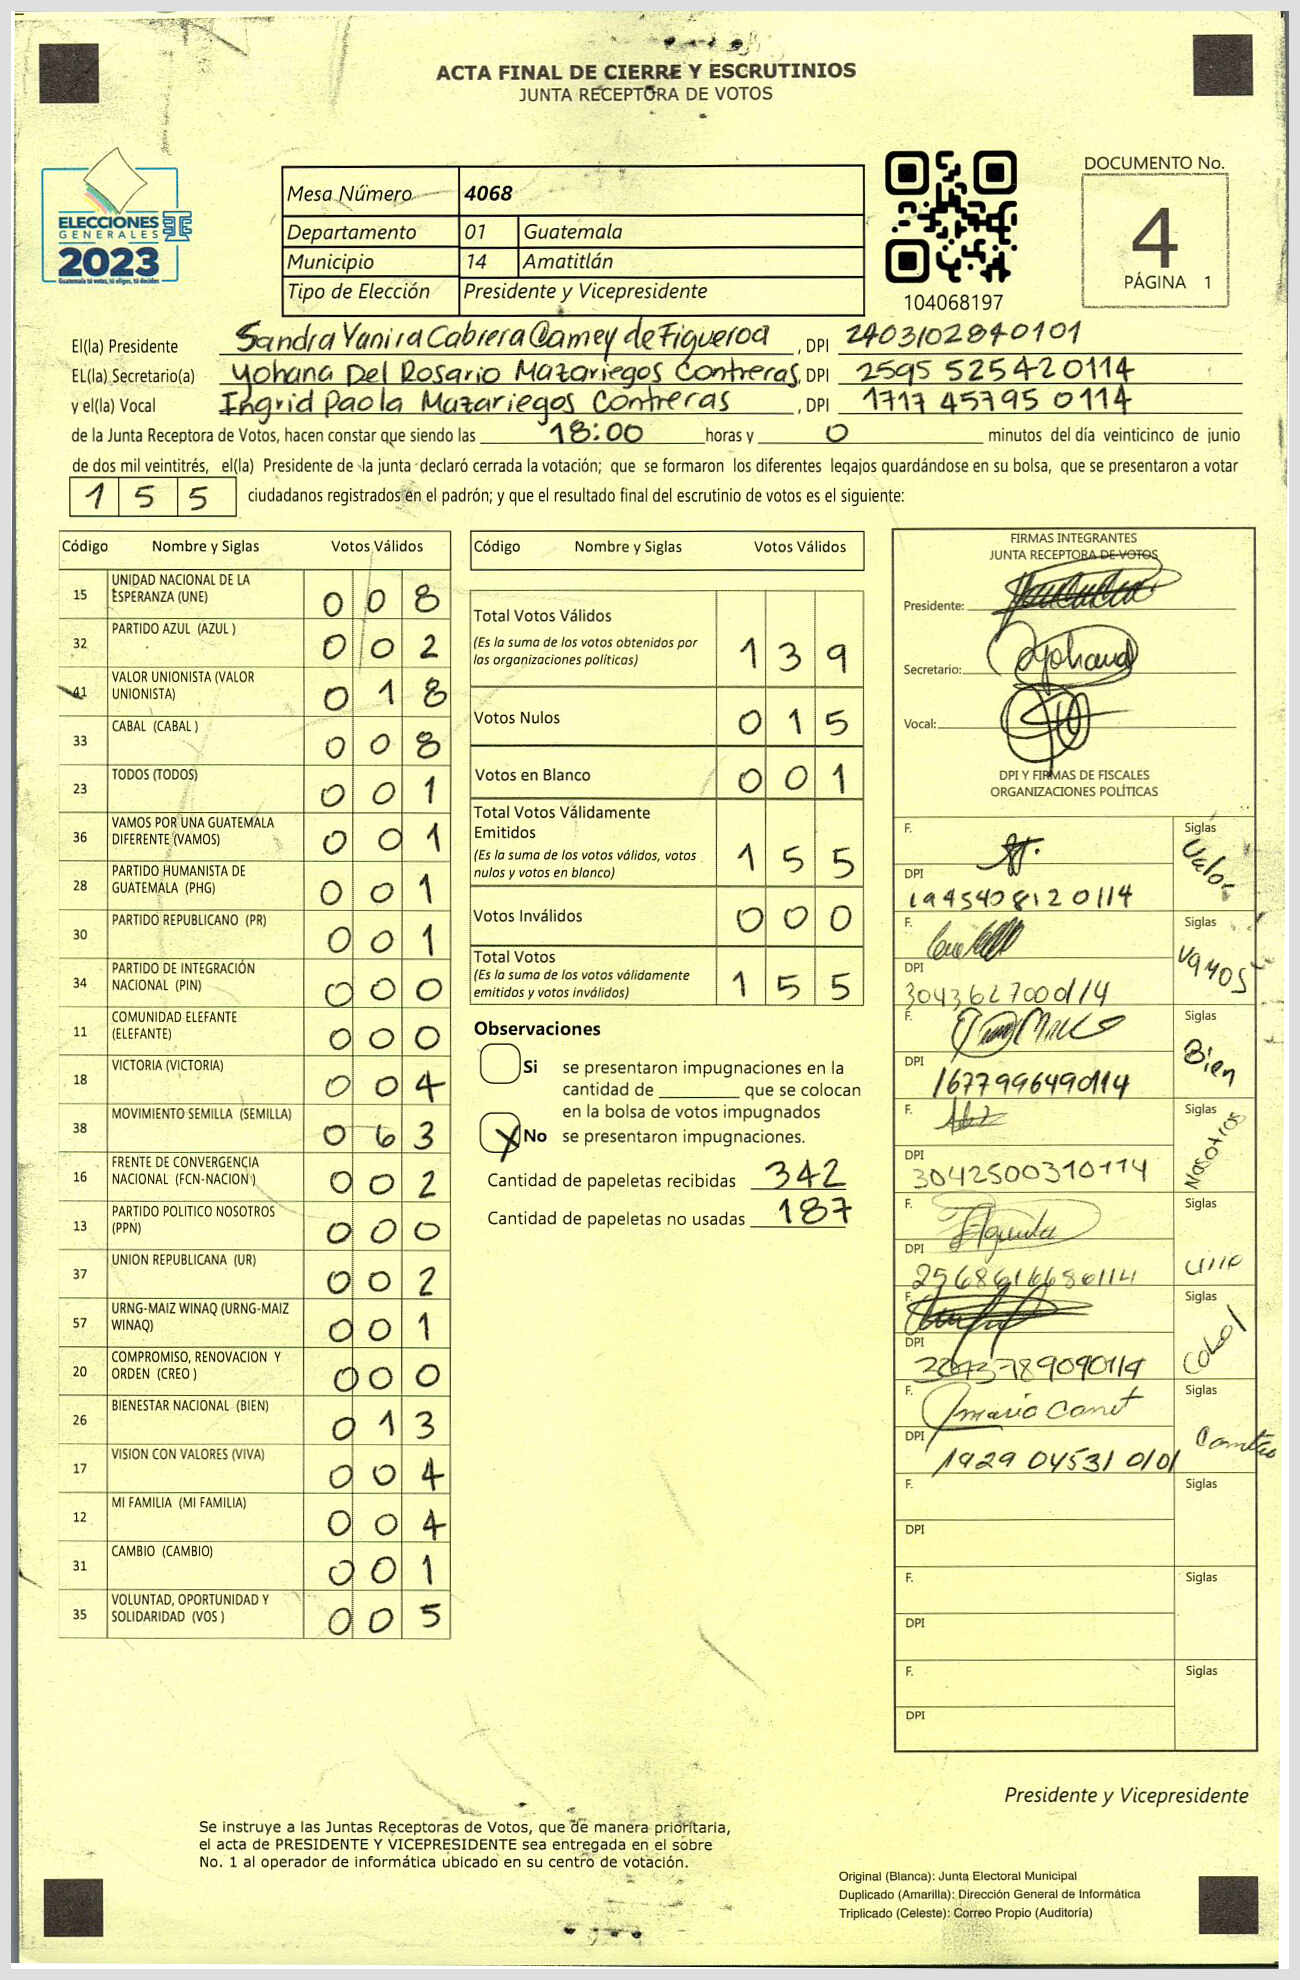 ACTA FINAL DE CIERRE Y ESCRUTINIOS
JUNTA RECEPTORA DE VOTOS
ELECCIONES
GENERALES
2023
Guatemala tú votas, tú eliges, tú decides
Mesa Número 4068
Departamento 01 Guatemala
Municipio 14 Amatitlán
Tipo de Elección Presidente y Vicepresidente
104068197
DOCUMENTO No.
4
PÁGINA 1
El(la) Presidente Sandra Yanira Cabrera Camey de Figueroa, DPI 2403102840101
EL(la) Secretario(a) Yohana Del Rosario Mazariegos Contreras, DPI 2595 52542 0114
y el(la) Vocal Ingrid Paola Mazariegos Contreras, DPI 1717 45795 0114
de la Junta Receptora de Votos, hacen constar que siendo las 18:00 horas y 0 minutos del día veinticinco de junio
de dos mil veintitrés, el(la) Presidente de la junta declaró cerrada la votación; que se formaron los diferentes legajos guardándose en su bolsa, que se presentaron a votar
1 5 5 ciudadanos registrados en el padrón; y que el resultado final del escrutinio de votos es el siguiente:
Código Nombre y Siglas Votos Válidos
15 UNIDAD NACIONAL DE LA ESPERANZA (UNE) 0 0 8
32 PARTIDO AZUL (AZUL ) 0 0 2
41 VALOR UNIONISTA (VALOR UNIONISTA) 0 1 8
33 CABAL (CABAL ) 0 0 8
23 TODOS (TODOS) 0 0 1
36 VAMOS POR UNA GUATEMALA DIFERENTE (VAMOS) 0 0 1
28 PARTIDO HUMANISTA DE GUATEMALA (PHG) 0 0 1
30 PARTIDO REPUBLICANO (PR) 0 0 1
34 PARTIDO DE INTEGRACIÓN NACIONAL (PIN) 0 0 0
11 COMUNIDAD ELEFANTE (ELEFANTE) 0 0 0
18 VICTORIA (VICTORIA) 0 0 4
38 MOVIMIENTO SEMILLA (SEMILLA) 0 6 3
16 FRENTE DE CONVERGENCIA NACIONAL (FCN-NACION ) 0 0 2
13 PARTIDO POLITICO NOSOTROS (PPN) 0 0 0
37 UNION REPUBLICANA (UR) 0 0 2
57 URNG-MAIZ WINAQ (URNG-MAIZ WINAQ) 0 0 1
20 COMPROMISO, RENOVACION Y ORDEN (CREO ) 0 0 0
26 BIENESTAR NACIONAL (BIEN) 0 1 3
17 VISION CON VALORES (VIVA) 0 0 4
12 MI FAMILIA (MI FAMILIA) 0 0 4
31 CAMBIO (CAMBIO) 0 0 1
35 VOLUNTAD, OPORTUNIDAD Y SOLIDARIDAD (VOS ) 0 0 5
Código Nombre y Siglas Votos Válidos
Total Votos Válidos 1 3 9
(Es la suma de los votos obtenidos por
las organizaciones políticas)
Votos Nulos 0 1 5
Votos en Blanco 0 0 1
Total Votos Válidamente
Emitidos 1 5 5
(Es la suma de los votos válidos, votos
nulos y votos en blanco)
Votos Inválidos 0 0 0
Total Votos 1 5 5
(Es la suma de los votos válidamente
emitidos y votos inválidos)
Observaciones
Si se presentaron impugnaciones en la
cantidad de ________ que se colocan
en la bolsa de votos impugnados
X No se presentaron impugnaciones.
Cantidad de papeletas recibidas 342
Cantidad de papeletas no usadas 187
FIRMAS INTEGRANTES
JUNTA RECEPTORA DE VOTOS
Presidente:
Secretario: Yohana
Vocal:
DPI Y FIRMAS DE FISCALES
ORGANIZACIONES POLÍTICAS
F. Siglas Valor
DPI 1945408120114
F. Siglas VAMOS
DPI 3043627000114
F. Siglas Bien
DPI 1677996490114
F. Siglas Nosotros
DPI 3042500310114
F. Siglas
DPI 2568616680114
F. Siglas Cabal
DPI
F. Mario Canet Siglas
DPI 1929 04531 0101
F. Siglas
DPI
F. Siglas
DPI
F. Siglas
DPI
Presidente y Vicepresidente
Se instruye a las Juntas Receptoras de Votos, que de manera prioritaria,
el acta de PRESIDENTE Y VICEPRESIDENTE sea entregada en el sobre
No. 1 al operador de informática ubicado en su centro de votación.
Original (Blanca): Junta Electoral Municipal
Duplicado (Amarilla): Dirección General de Informática
Triplicado (Celeste): Correo Propio (Auditoría)